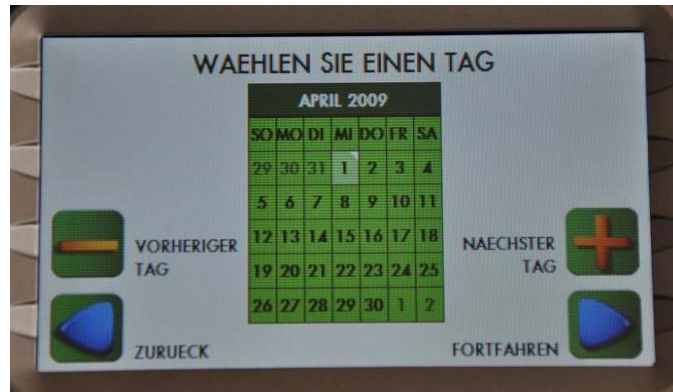 WAEHLEN SIE EINEN TAG
APRIL 2009
SO MO DI MI DO FR SA
29 30 31 1 2 3 4
5 6 7 8 9 10 11
12 13 14 15 16 17 18
19 20 21 22 23 24 25
26 27 28 29 30 1 2
VORHERIGER
TAG
NAECHSTER
TAG
ZURUECK
FORTFAHREN